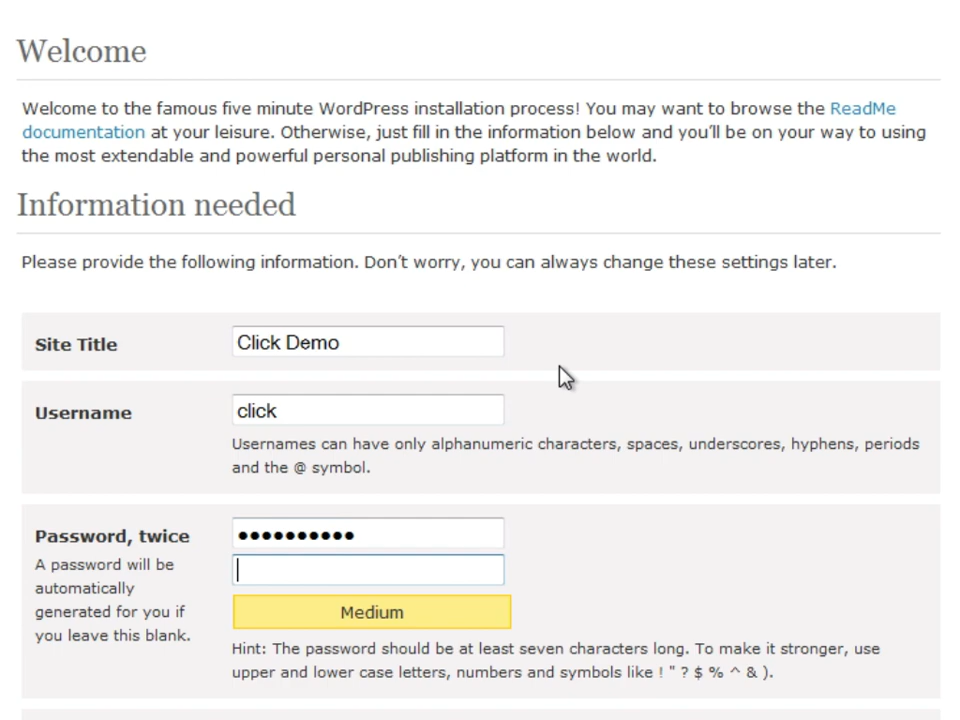 Welcome
Welcome to the famous five minute WordPress installation process! You may want to browse the ReadMe
documentation at your leisure. Otherwise, just fill in the information below and you'll be on your way to using
the most extendable and powerful personal publishing platform in the world.
Information needed
Please provide the following information. Don't worry, you can always change these settings later.
Site Title
Click Demo
Username
click
Usernames can have only alphanumeric characters, spaces, underscores, hyphens, periods
and the @ symbol.
Password, twice
●●●●●●●●●●
A password will be
automatically
generated for you if
you leave this blank.
Medium
Hint: The password should be at least seven characters long. To make it stronger, use
upper and lower case letters, numbers and symbols like ! " ? $ % ^ & ).